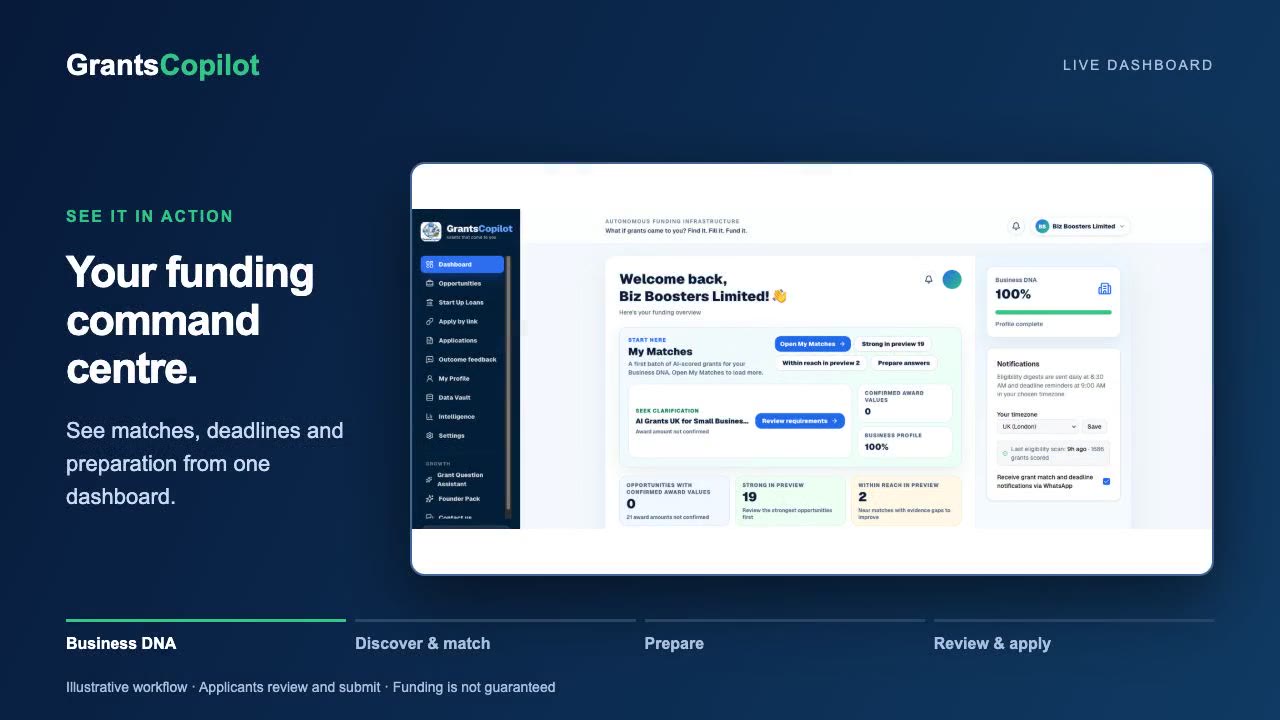 GrantsCopilot
LIVE DASHBOARD
SEE IT IN ACTION
Your funding
command
centre.
See matches, deadlines and
preparation from one
dashboard.
GrantsCopilot
Grants that come to you
Dashboard
Opportunities
Start Up Loans
Apply by link
Applications
Outcome feedback
My Profile
Data Vault
Intelligence
Settings
GROWTH
Grant Question
Assistant
Founder Pack
Contact us
AUTONOMOUS FUNDING INFRASTRUCTURE
What if grants came to you? Find it. Fill it. Fund it.
BB Biz Boosters Limited
Welcome back,
Biz Boosters Limited! 👋
Here's your funding overview
START HERE
My Matches
A first batch of AI-scored grants for your
Business DNA. Open My Matches to load more.
Open My Matches →
Strong in preview 19
Within reach in preview 2
Prepare answers
SEEK CLARIFICATION
AI Grants UK for Small Busines...
Award amount not confirmed
Review requirements →
CONFIRMED AWARD
VALUES
0
BUSINESS PROFILE
100%
OPPORTUNITIES WITH
CONFIRMED AWARD VALUES
0
21 award amounts not confirmed
STRONG IN PREVIEW
19
Review the strongest opportunities
first
WITHIN REACH IN PREVIEW
2
Near matches with evidence gaps to
improve
Business DNA
100%
Profile complete
Notifications
Eligibility digests are sent daily at 8:30
AM and deadline reminders at 9:00 AM
in your chosen timezone.
Your timezone
UK (London)
Save
Last eligibility scan: 9h ago · 1686
grants scored
Receive grant match and deadline
notifications via WhatsApp
Business DNA
Discover & match
Prepare
Review & apply
Illustrative workflow · Applicants review and submit · Funding is not guaranteed